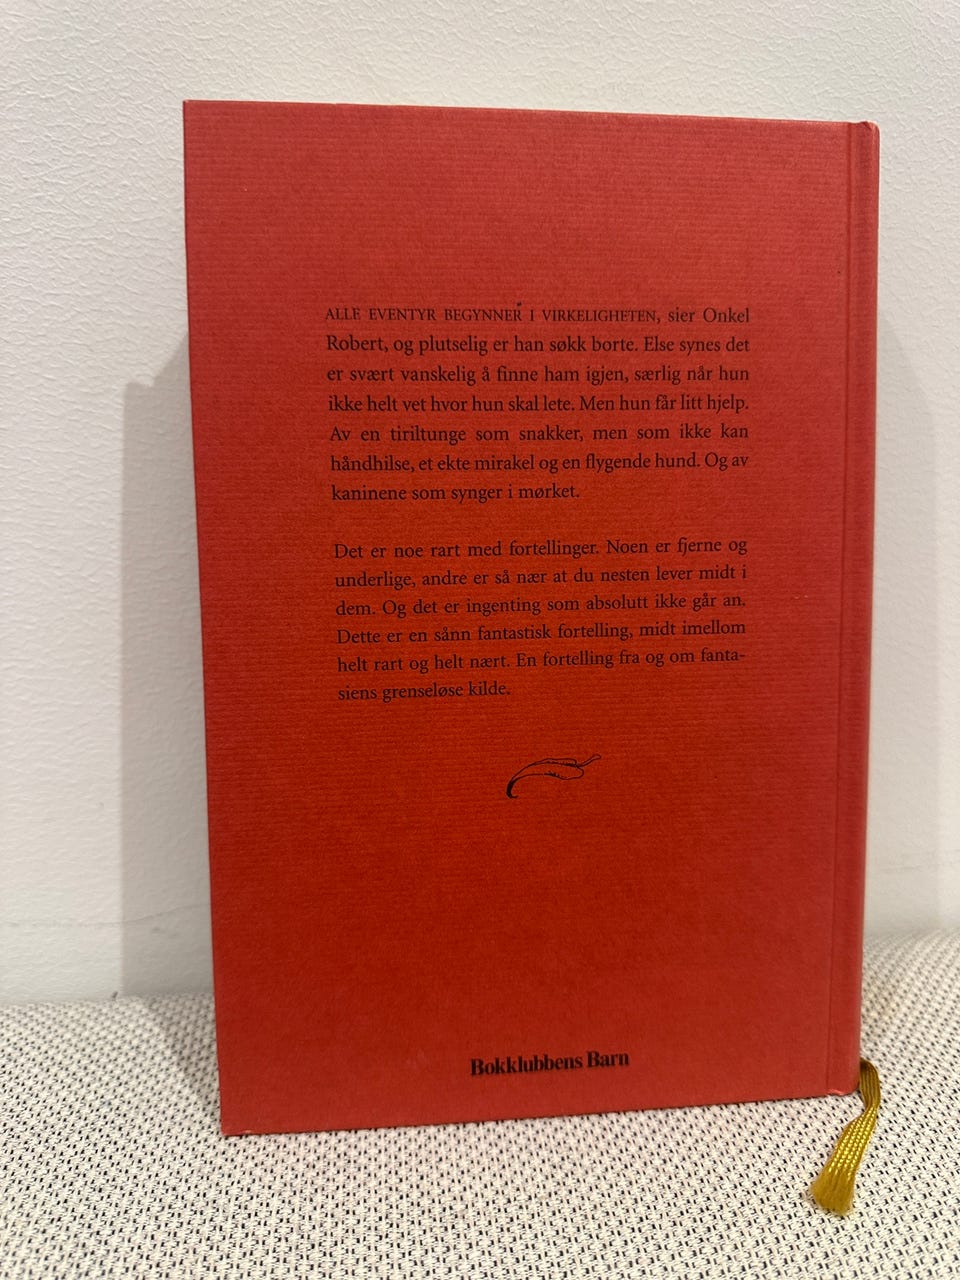 ALLE EVENTYR BEGYNNER I VIRKELIGHETEN, sier Onkel
Robert, og plutselig er han søkk borte. Else synes det
er svært vanskelig å finne ham igjen, særlig når hun
ikke helt vet hvor hun skal lete. Men hun får litt hjelp.
Av en tiriltunge som snakker, men som ikke kan
håndhilse, et ekte mirakel og en flygende hund. Og av
kaninene som synger i mørket.
Det er noe rart med fortellinger. Noen er fjerne og
underlige, andre er så nær at du nesten lever midt i
dem. Og det er ingenting som absolutt ikke går an.
Dette er en sånn fantastisk fortelling, midt imellom
helt rart og helt nært. En fortelling fra og om fanta-
siens grenseløse kilde.
Bokklubbens Barn